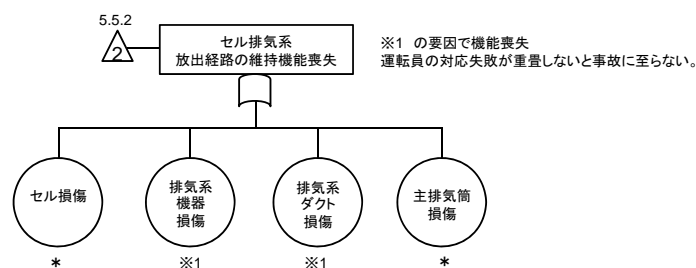 5.5.2
2
セル排気系
放出経路の維持機能喪失
※1 の要因で機能喪失
運転員の対応失敗が重畳しないと事故に至らない。
セル損傷
排気系
機器
損傷
排気系
ダクト
損傷
主排気筒
損傷
*
※1
※1
*